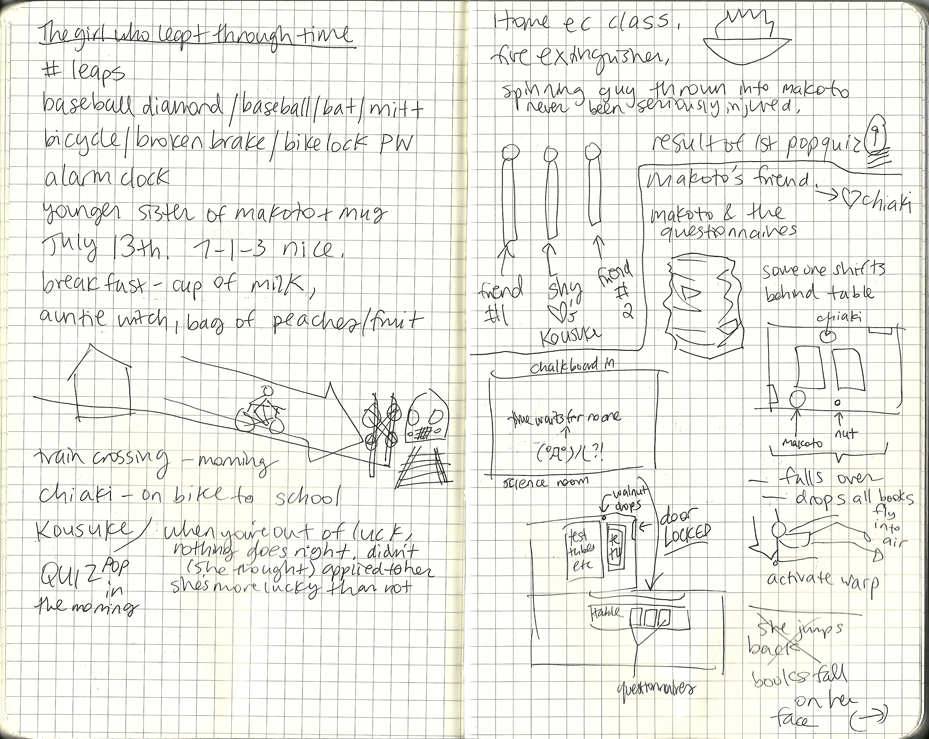 The girl who leapt through time
# leaps
baseball diamond/baseball/bat/mitt
bicycle/broken brake/bikelock PW
alarm clock
younger sister of makoto + mug
July 13th. 7-1-3 nice.
breakfast - cup of milk,
auntie witch, bag of peaches/fruit
train crossing - morning
chiaki - on bike to school
Kousuke / when you're out of luck,
nothing does right. didn't
(she thought) applied to her
she's more lucky than not
QUIZ POP
in
the morning
Home ec class.
fire extinguisher,
spinning guy thrown into makoto
never been seriously injured.
result of 1st popquiz 9
friend
#1
shy
♡'s
Kousuke
friend
#
2
makoto's friend.
→ ♡ chiaki
makoto & the
questionnaires
someone shifts
behind table
chiaki
makoto
nut
— falls over
— drops all books
fly
into
air
activate warp
she jumps
back
books fall
on her
face (→)
chalkboard in
time waits for no one
↑
(°Д°)/(?!
science room
walnut
drops
door
LOCKED
test
tubes
etc
table
questionnaires